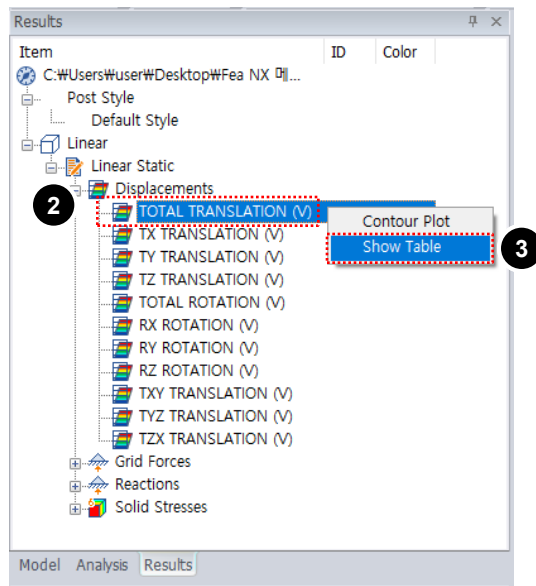 Results
Item ID Color
C:₩Users₩user₩Desktop₩Fea NX 메...
Post Style
Default Style
Linear
Linear Static
2 Displacements
TOTAL TRANSLATION (V) Contour Plot
TX TRANSLATION (V) Show Table 3
TY TRANSLATION (V)
TZ TRANSLATION (V)
TOTAL ROTATION (V)
RX ROTATION (V)
RY ROTATION (V)
RZ ROTATION (V)
TXY TRANSLATION (V)
TYZ TRANSLATION (V)
TZX TRANSLATION (V)
Grid Forces
Reactions
Solid Stresses
Model Analysis Results